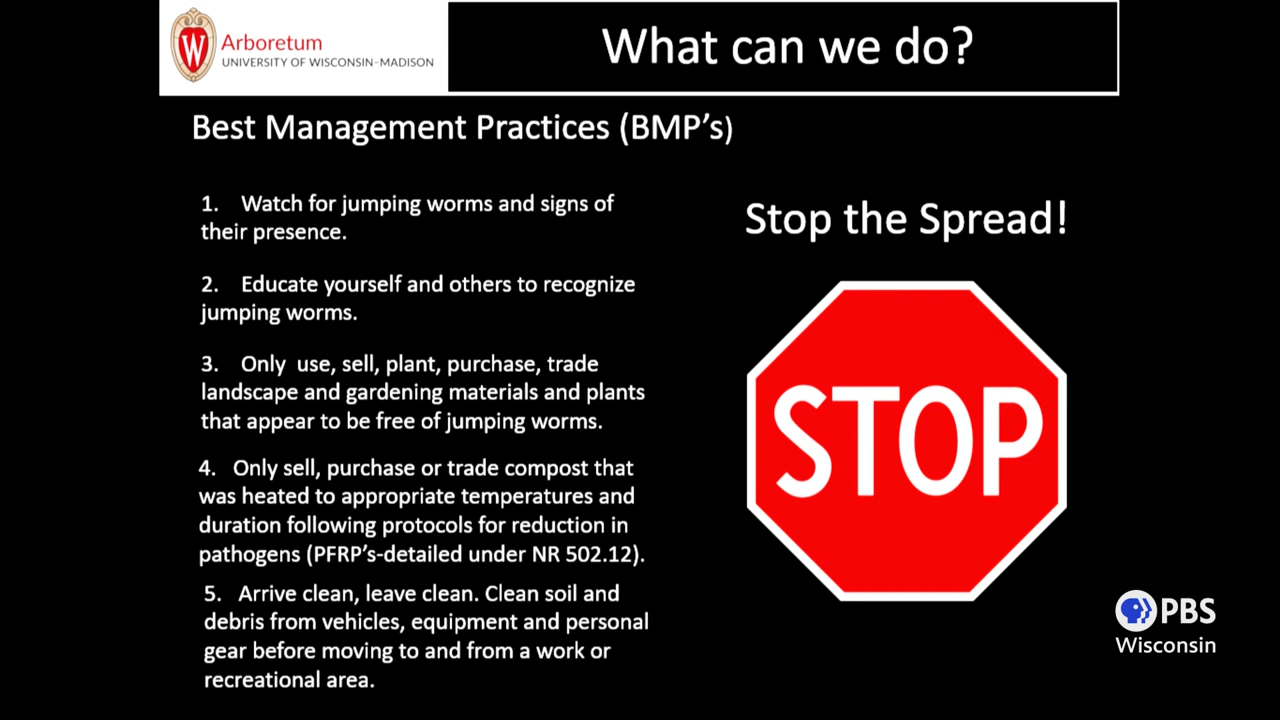 W
Arboretum
UNIVERSITY OF WISCONSIN–MADISON
What can we do?
Best Management Practices (BMP's)
1. Watch for jumping worms and signs of
their presence.
2. Educate yourself and others to recognize
jumping worms.
3. Only use, sell, plant, purchase, trade
landscape and gardening materials and plants
that appear to be free of jumping worms.
4. Only sell, purchase or trade compost that
was heated to appropriate temperatures and
duration following protocols for reduction in
pathogens (PFRP's-detailed under NR 502.12).
5. Arrive clean, leave clean. Clean soil and
debris from vehicles, equipment and personal
gear before moving to and from a work or
recreational area.
Stop the Spread!
STOP
PBS
Wisconsin